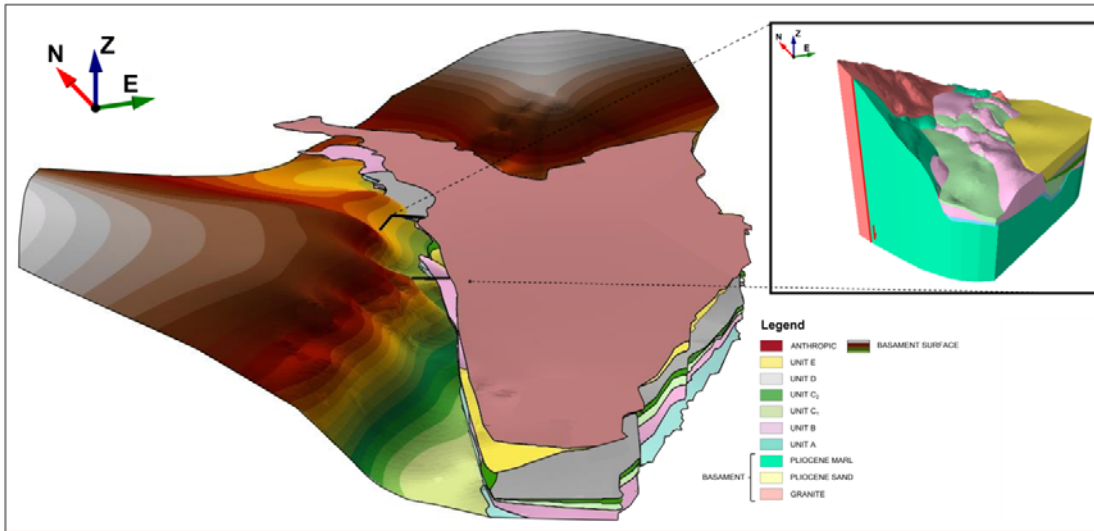 N
Z
E
N
Z
E
Legend
ANTHROPIC
BASAMENT SURFACE
UNIT E
UNIT D
UNIT C₂
UNIT C₁
UNIT B
UNIT A
PLIOCENE MARL
BASAMENT
PLIOCENE SAND
GRANITE